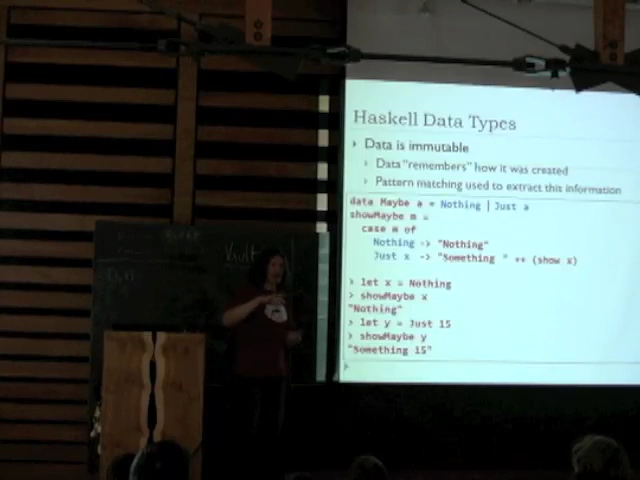 Haskell Data Types
Data is immutable
Data "remembers" how it was created
Pattern matching used to extract this information
data Maybe a = Nothing | Just a
showMaybe m =
case m of
Nothing -> "Nothing"
Just x -> "Something " ++ (show x)
> let x = Nothing
> showMaybe x
"Nothing"
> let y = Just 15
> showMaybe y
"Something 15"
>
Vault